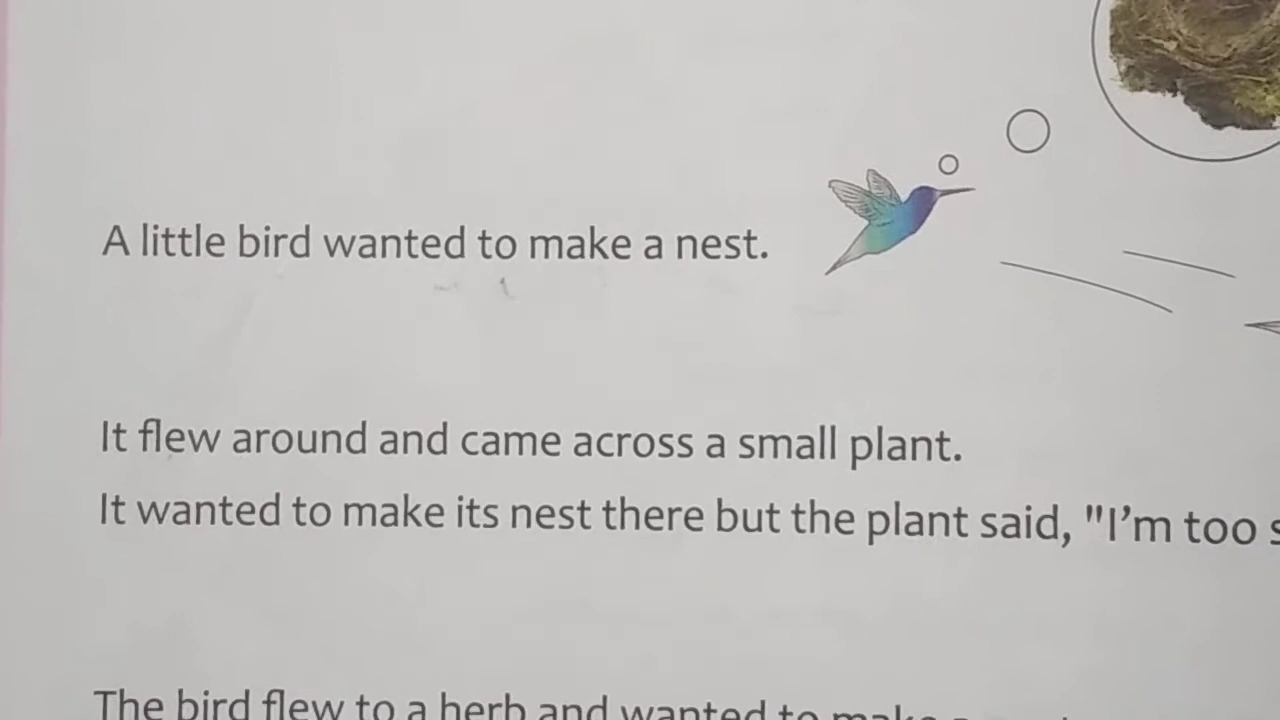 A little bird wanted to make a nest.
It flew around and came across a small plant.
It wanted to make its nest there but the plant said, "I’m too
The bird flew to a herb and wanted to make a